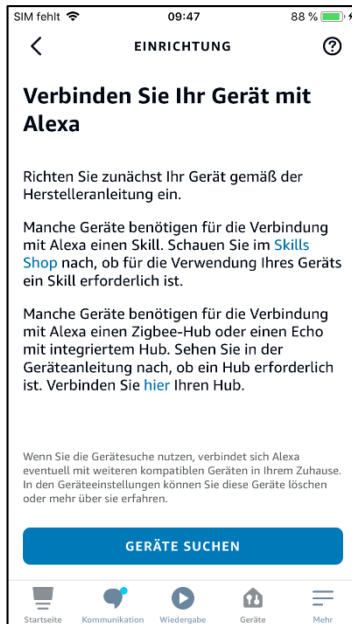 SIM fehlt 09:47 88 %
EINRICHTUNG
Verbinden Sie Ihr Gerät mit
Alexa
Richten Sie zunächst Ihr Gerät gemäß der
Herstelleranleitung ein.
Manche Geräte benötigen für die Verbindung
mit Alexa einen Skill. Schauen Sie im Skills
Shop nach, ob für die Verwendung Ihres Geräts
ein Skill erforderlich ist.
Manche Geräte benötigen für die Verbindung
mit Alexa einen Zigbee-Hub oder einen Echo
mit integriertem Hub. Sehen Sie in der
Geräteanleitung nach, ob ein Hub erforderlich
ist. Verbinden Sie hier Ihren Hub.
Wenn Sie die Gerätesuche nutzen, verbindet sich Alexa
eventuell mit weiteren kompatiblen Geräten in Ihrem Zuhause.
In den Geräteeinstellungen können Sie diese Geräte löschen
oder mehr über sie erfahren.
GERÄTE SUCHEN
Startseite Kommunikation Wiedergabe Geräte Mehr